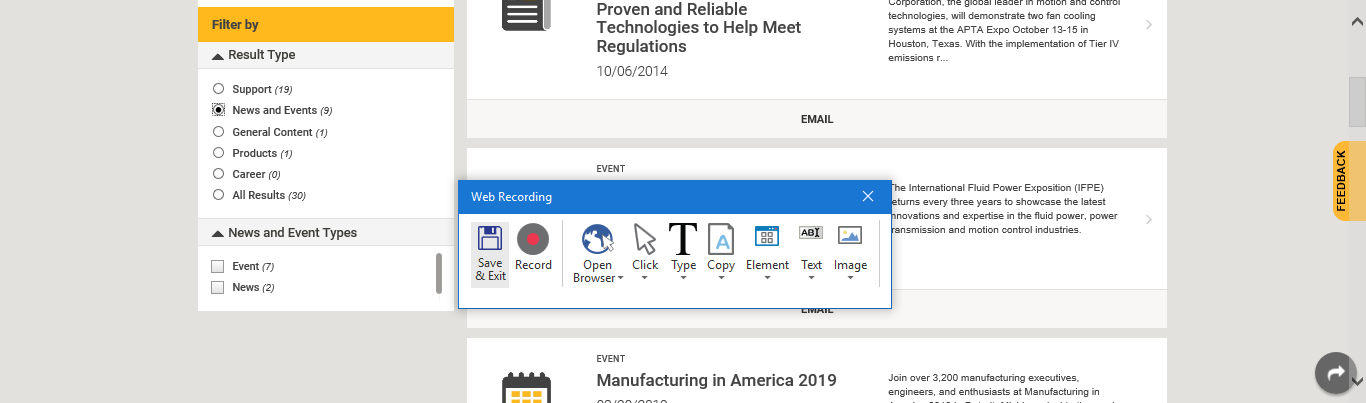 Filter by
Result Type
Support (19)
News and Events (9)
General Content (1)
Products (1)
Career (0)
All Results (30)
News and Event Types
Event (7)
News (2)
Proven and Reliable
Technologies to Help Meet
Regulations
10/06/2014
Corporation, the global leader in motion and control
technologies, will demonstrate two fan cooling
systems at the APTA Expo October 13-15 in
Houston, Texas. With the implementation of Tier IV
emissions r...
EMAIL
EVENT
The International Fluid Power Exposition (IFPE)
returns every three years to showcase the latest
innovations and expertise in the fluid power, power
transmission and motion control industries.
EMAIL
Web Recording
Save
& Exit
Record
Open
Browser
Click
Type
Copy
Element
Text
Image
EVENT
Manufacturing in America 2019
Join over 3,200 manufacturing executives,
engineers, and enthusiasts at Manufacturing in
FEEDBACK